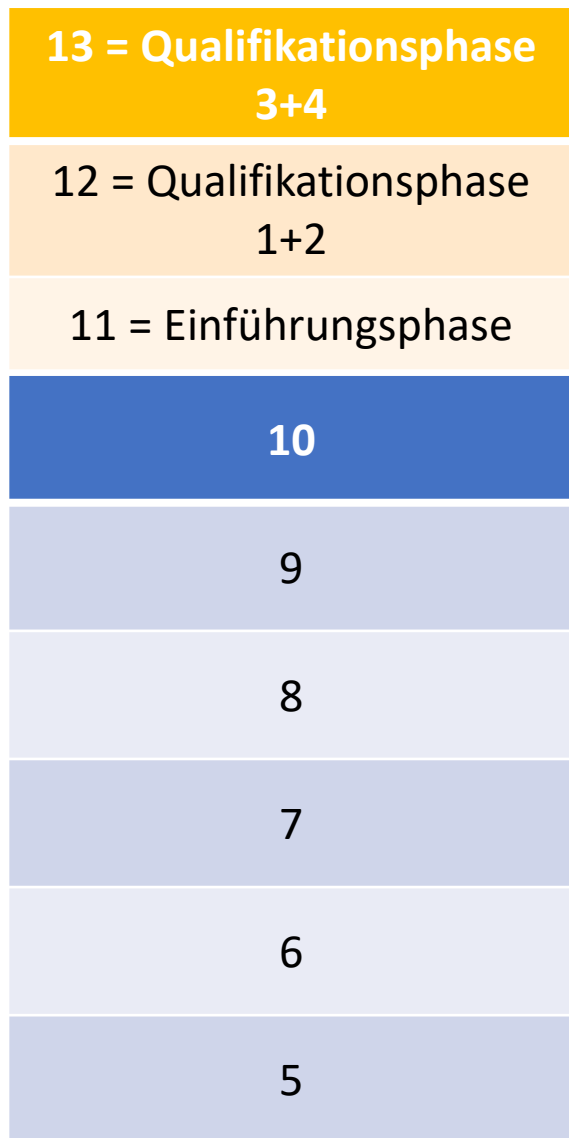 13 = Qualifikationsphase
3+4
12 = Qualifikationsphase
1+2
11 = Einführungsphase
10
9
8
7
6
5